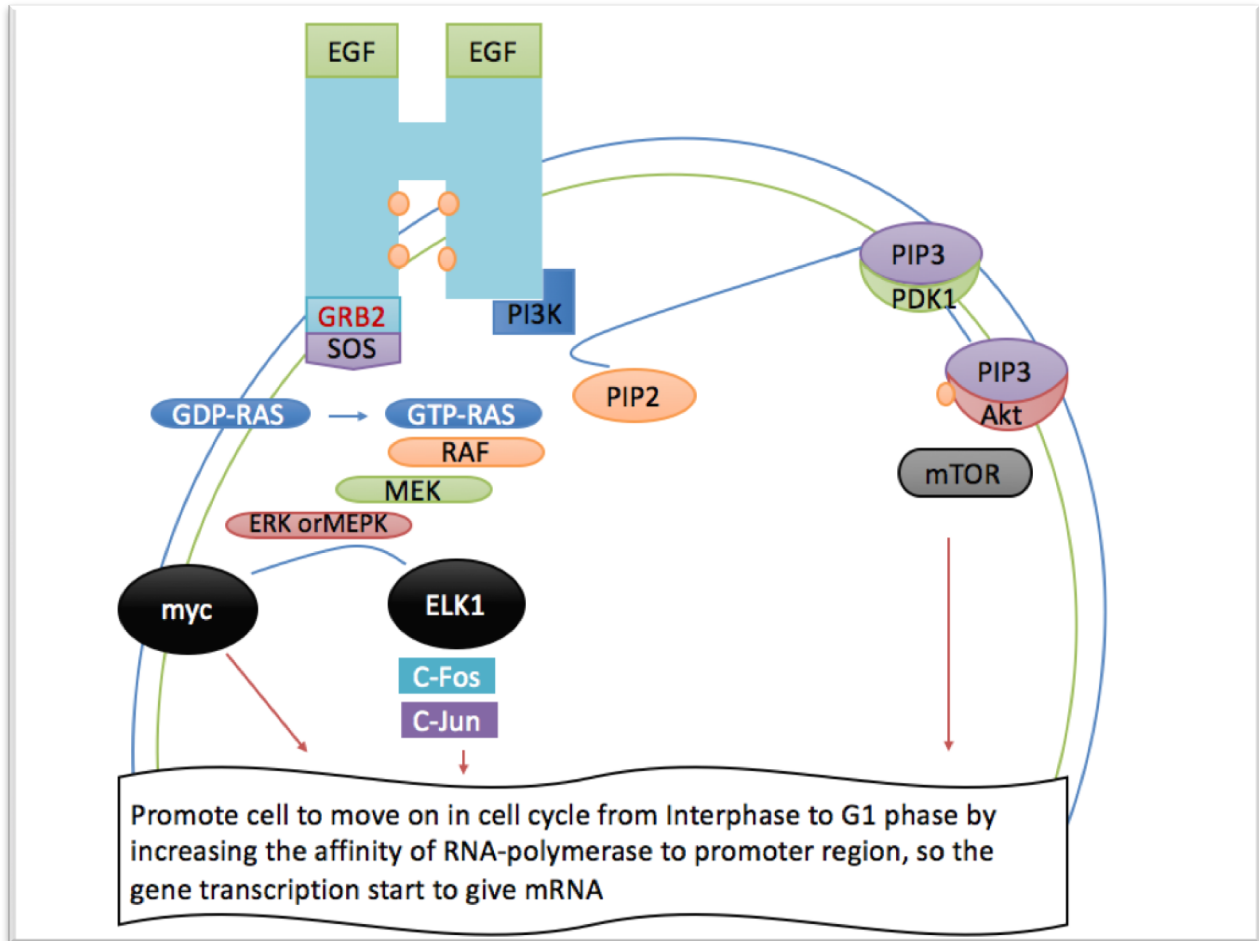 EGF
EGF
PIP3
PDK1
GRB2
PI3K
SOS
PIP3
PIP2
Akt
GDP-RAS
GTP-RAS
RAF
mTOR
MEK
ERK orMEPK
myc
ELK1
C-Fos
C-Jun
Promote cell to move on in cell cycle from Interphase to G1 phase by
increasing the affinity of RNA-polymerase to promoter region, so the
gene transcription start to give mRNA